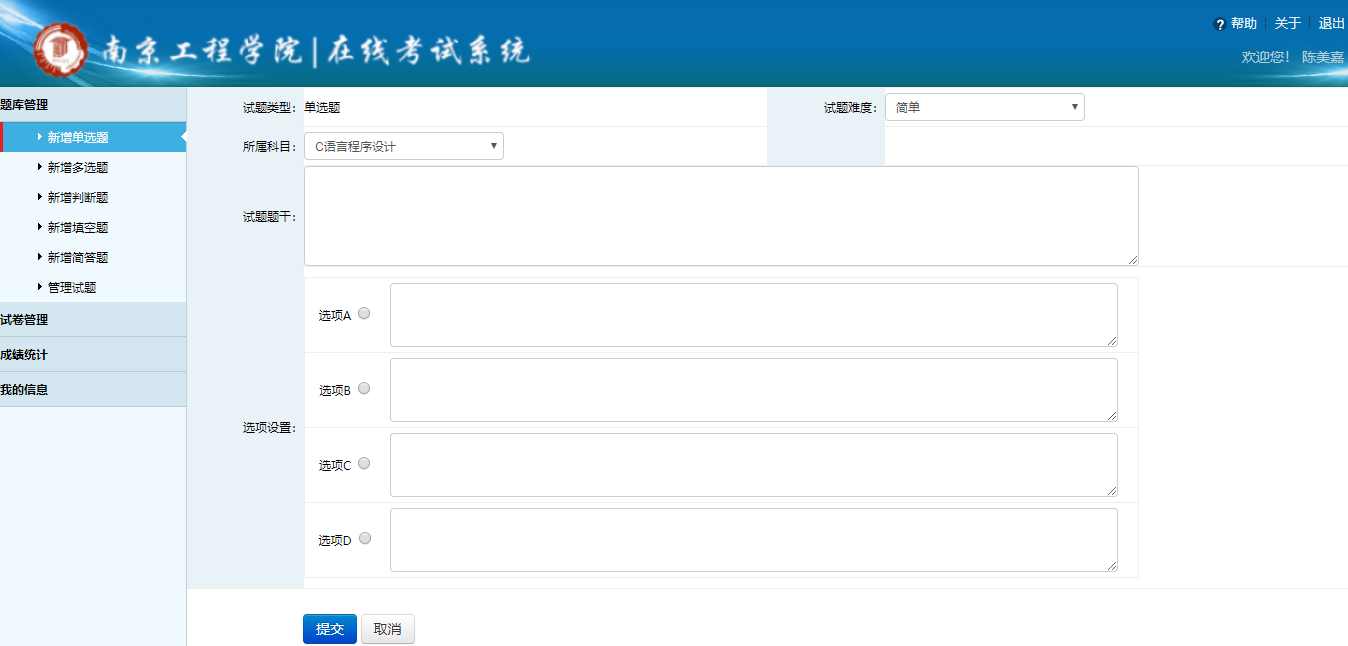 帮助 关于 退出
南京工程学院|在线考试系统
欢迎您! 陈美嘉
题库管理
新增单选题
新增多选题
新增判断题
新增填空题
新增简答题
管理试题
试卷管理
成绩统计
我的信息
试题类型: 单选题 试题难度: 简单
所属科目: C语言程序设计
试题题干:
选项设置:
选项A
选项B
选项C
选项D
提交 取消